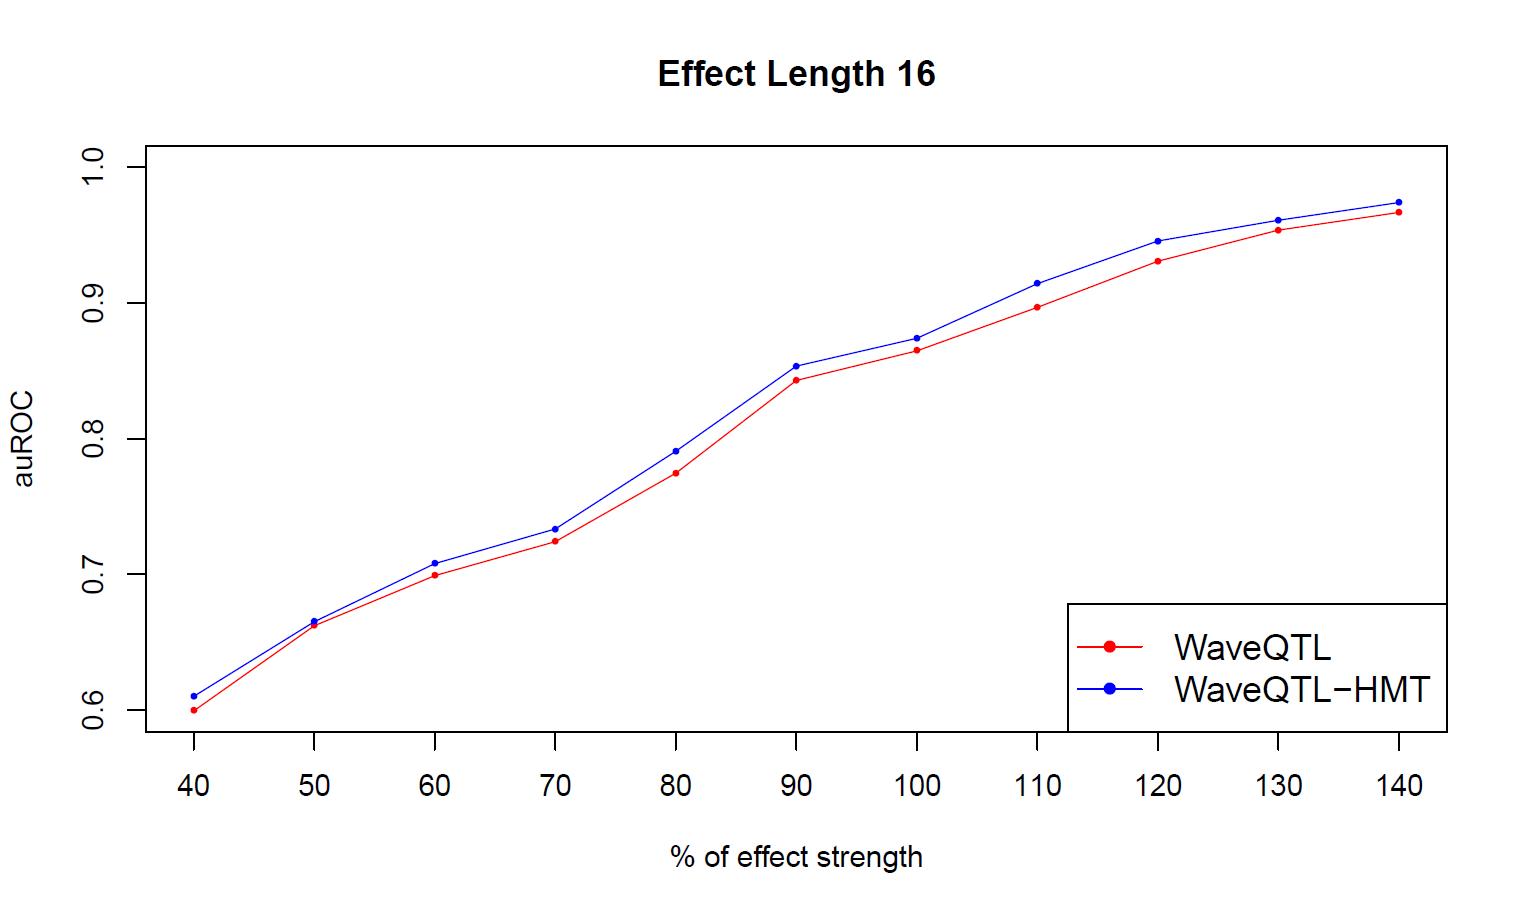 Effect Length 16
1.0
0.9
0.8
0.7
0.6
auROC
WaveQTL
WaveQTL−HMT
40 50 60 70 80 90 100 110 120 130 140
% of effect strength